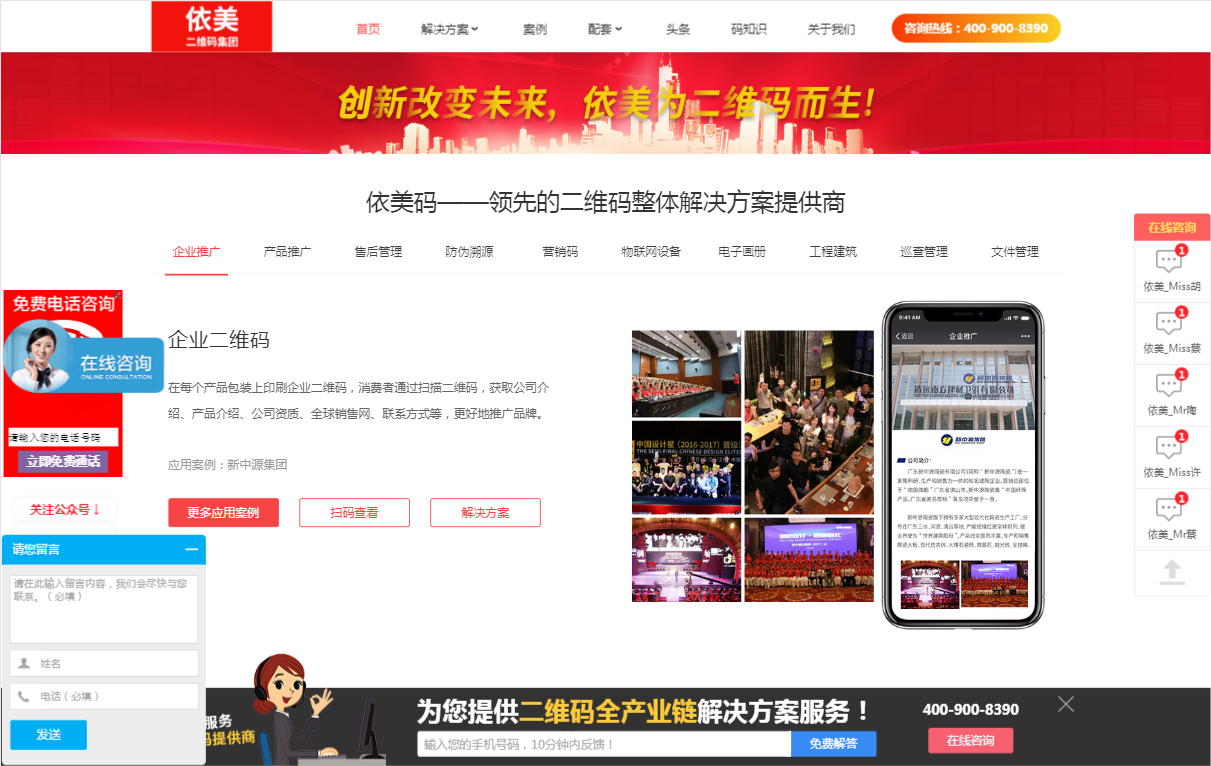 依美
二维码集团
首页
解决方案
案例
配套
头条
码知识
关于我们
咨询热线：400-900-8390
创新改变未来，依美为二维码而生！
依美码——领先的二维码整体解决方案提供商
企业推广
产品推广
售后管理
防伪溯源
营销码
物联网设备
电子画册
工程建筑
巡查管理
文件管理
在线咨询
1
依美_Miss胡
1
依美_Miss蔡
1
依美_Mr陶
1
依美_Miss许
1
依美_Mr蔡
免费电话咨询
在线咨询
ONLINE CONSULTATION
请输入您的电话号码
立即免费通话
关注公众号↓
企业二维码
在每个产品包装上印刷企业二维码，消费者通过扫描二维码，获取公司介
绍、产品介绍、公司资质、全球销售网、联系方式等，更好地推广品牌。
应用案例：新中源集团
更多应用案例
扫码查看
解决方案
中国设计星（2016-2017）晋级
9:41 AM
返回
企业推广
新中源集团
公司简介：
请您留言
请在此输入留言内容，我们会尽快与您
联系。（必填）
姓名
电话（必填）
发送
服务
码提供商
为您提供二维码全产业链解决方案服务！
输入您的手机号码，10分钟内反馈！
免费解答
400-900-8390
在线咨询